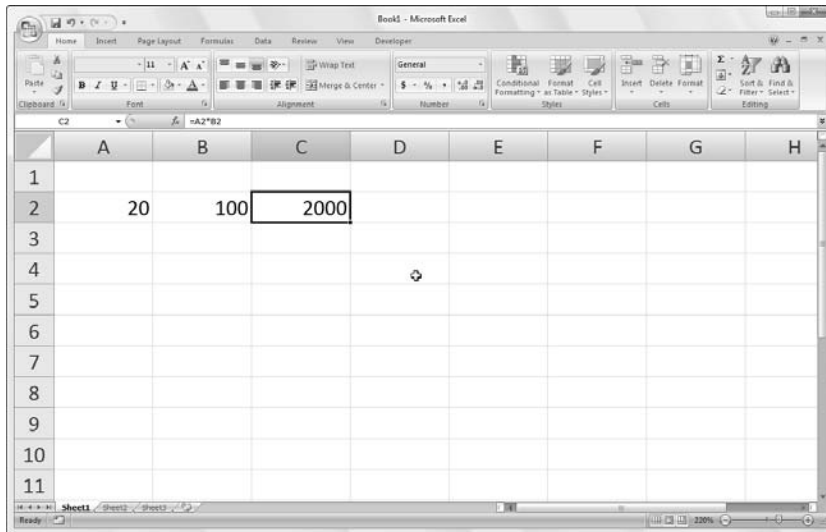 Book1 - Microsoft Excel
Home Insert Page Layout Formulas Data Review View Developer
Paste
11 A A Wrap Text General
B I U A Merge & Center $ % ,
Conditional Formatting Format as Table Cell Styles Insert Delete Format Σ Sort & Filter Find & Select
Clipboard Font Alignment Number Styles Cells Editing
C2 fx =A2*B2
A B C D E F G H
1
2 20 100 2000
3
4
5
6
7
8
9
10
11
Sheet1 Sheet2 Sheet3
Ready 220%